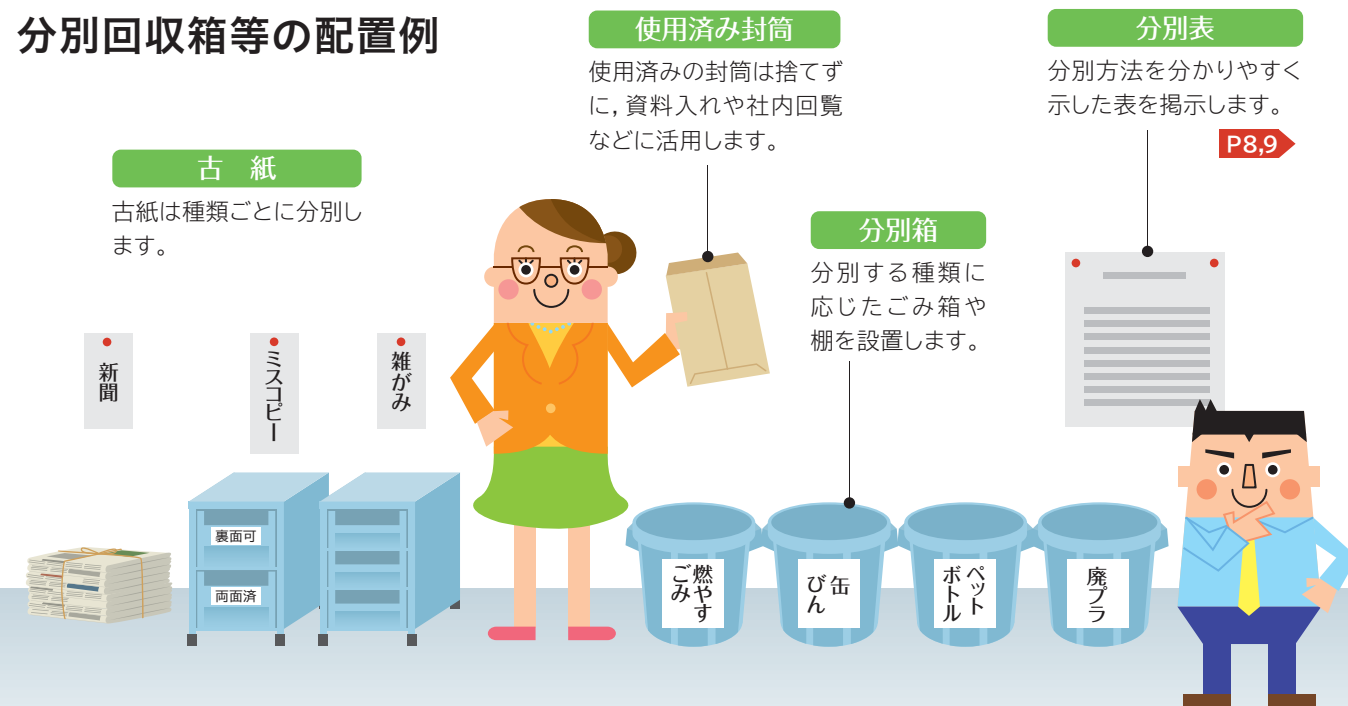 分別回収箱等の配置例
使用済み封筒
使用済みの封筒は捨てず
に，資料入れや社内回覧
などに活用します。
分別表
分別方法を分かりやすく
示した表を掲示します。
P8,9
古　紙
古紙は種類ごとに分別し
ます。
分別箱
分別する種類に
応じたごみ箱や
棚を設置します。
新聞
ミスコピー
雑がみ
裏面可
両面済
燃やす
ごみ
缶
びん
ペット
ボトル
廃プラ